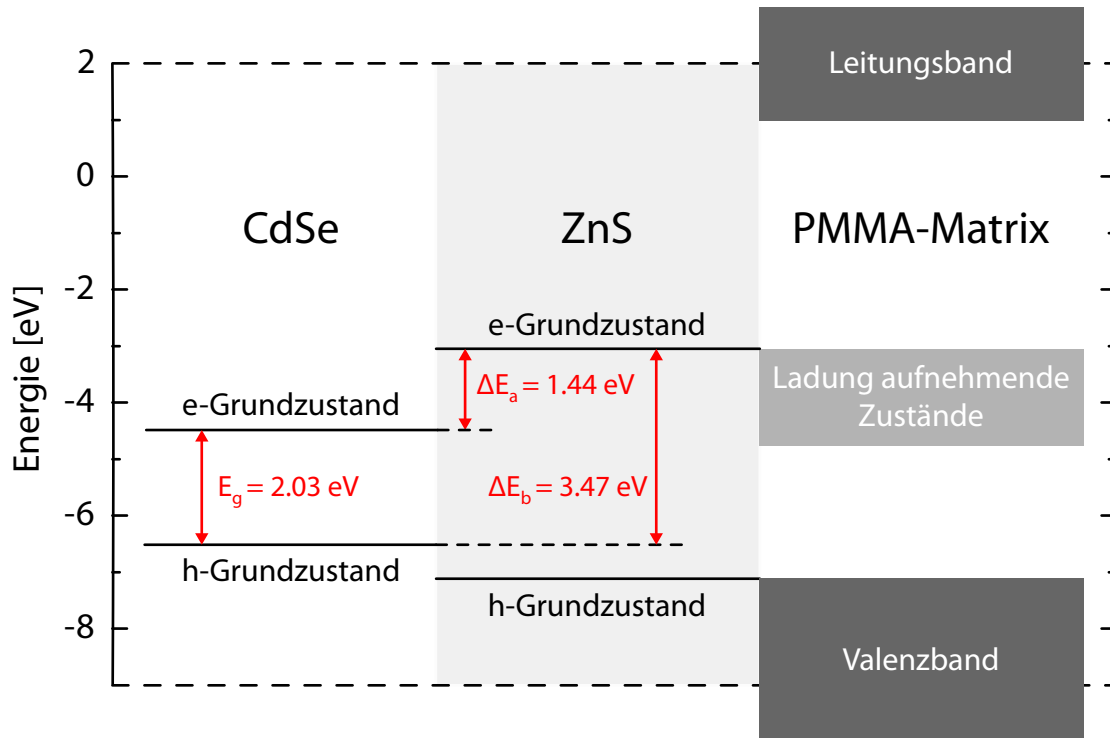 Energie [eV]
2
0
-2
-4
-6
-8
CdSe
ZnS
PMMA-Matrix
Leitungsband
e-Grundzustand
ΔEa = 1.44 eV
Ladung aufnehmende
Zustände
e-Grundzustand
Eg = 2.03 eV
ΔEb = 3.47 eV
h-Grundzustand
h-Grundzustand
Valenzband